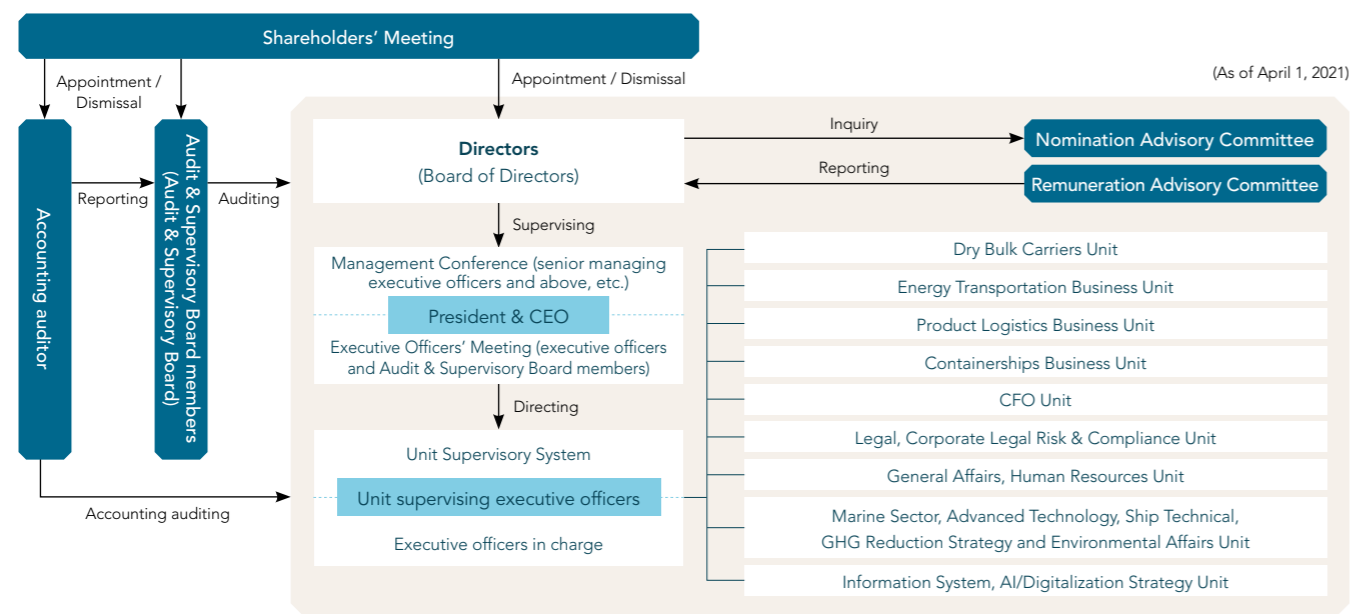 Shareholders’ Meeting
Appointment /
Dismissal
Appointment / Dismissal
(As of April 1, 2021)
Accounting auditor
Reporting
Audit & Supervisory Board members
(Audit & Supervisory Board)
Auditing
Directors
(Board of Directors)
Inquiry
Reporting
Nomination Advisory Committee
Remuneration Advisory Committee
Supervising
Management Conference (senior managing
executive officers and above, etc.)
President & CEO
Executive Officers’ Meeting (executive officers
and Audit & Supervisory Board members)
Directing
Unit Supervisory System
Unit supervising executive officers
Executive officers in charge
Accounting auditing
Dry Bulk Carriers Unit
Energy Transportation Business Unit
Product Logistics Business Unit
Containerships Business Unit
CFO Unit
Legal, Corporate Legal Risk & Compliance Unit
General Affairs, Human Resources Unit
Marine Sector, Advanced Technology, Ship Technical,
GHG Reduction Strategy and Environmental Affairs Unit
Information System, AI/Digitalization Strategy Unit